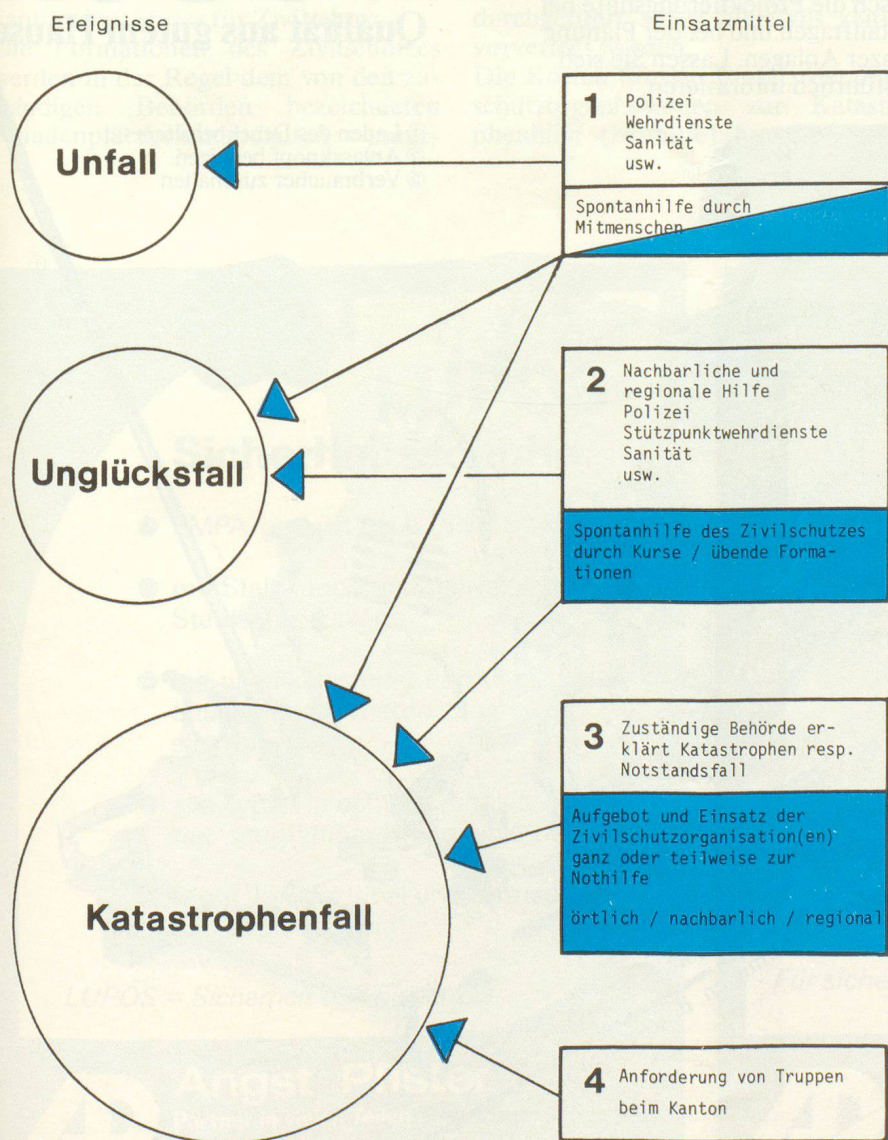 Ereignisse
Einsatzmittel
Unfall
1 Polizei
Wehrdienste
Sanität
usw.
Spontanhilfe durch
Mitmenschen
Unglücksfall
2 Nachbarliche und
regionale Hilfe
Polizei
Stützpunktwehrdienste
Sanität
usw.
Spontanhilfe des Zivilschutzes
durch Kurse / übende Forma-
tionen
Katastrophenfall
3 Zuständige Behörde er-
klärt Katastrophen resp.
Notstandsfall
Aufgebot und Einsatz der
Zivilschutzorganisation(en)
ganz oder teilweise zur
Nothilfe
örtlich / nachbarlich / regional
4 Anforderung von Truppen
beim Kanton